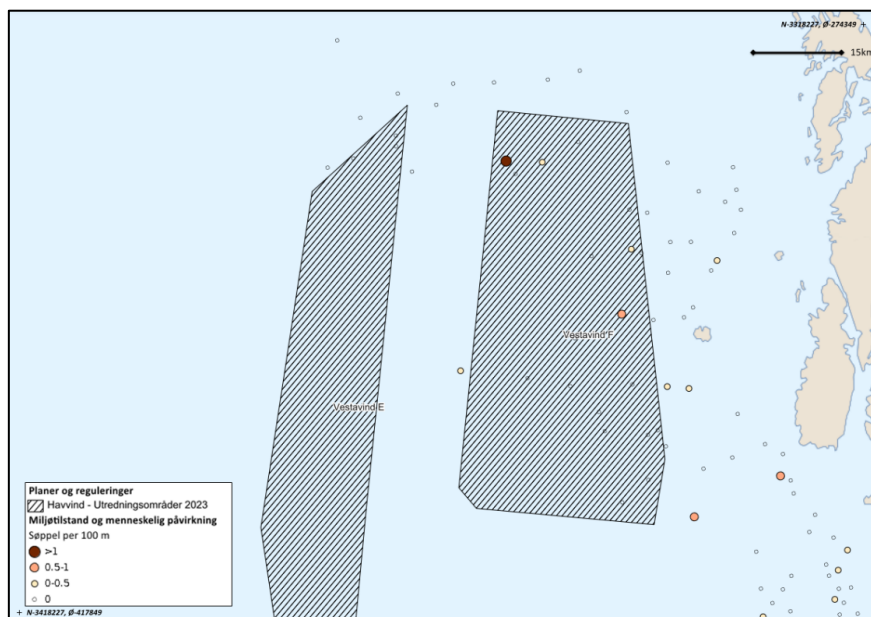 N-3318227, Ø-274349 +
15km
Vestavind F
Vestavind E
Planer og reguleringer
Havvind - Utredningsområder 2023
Miljøtilstand og menneskelig påvirkning
Søppel per 100 m
>1
0.5-1
0-0.5
0
+ N-3418227, Ø-417849